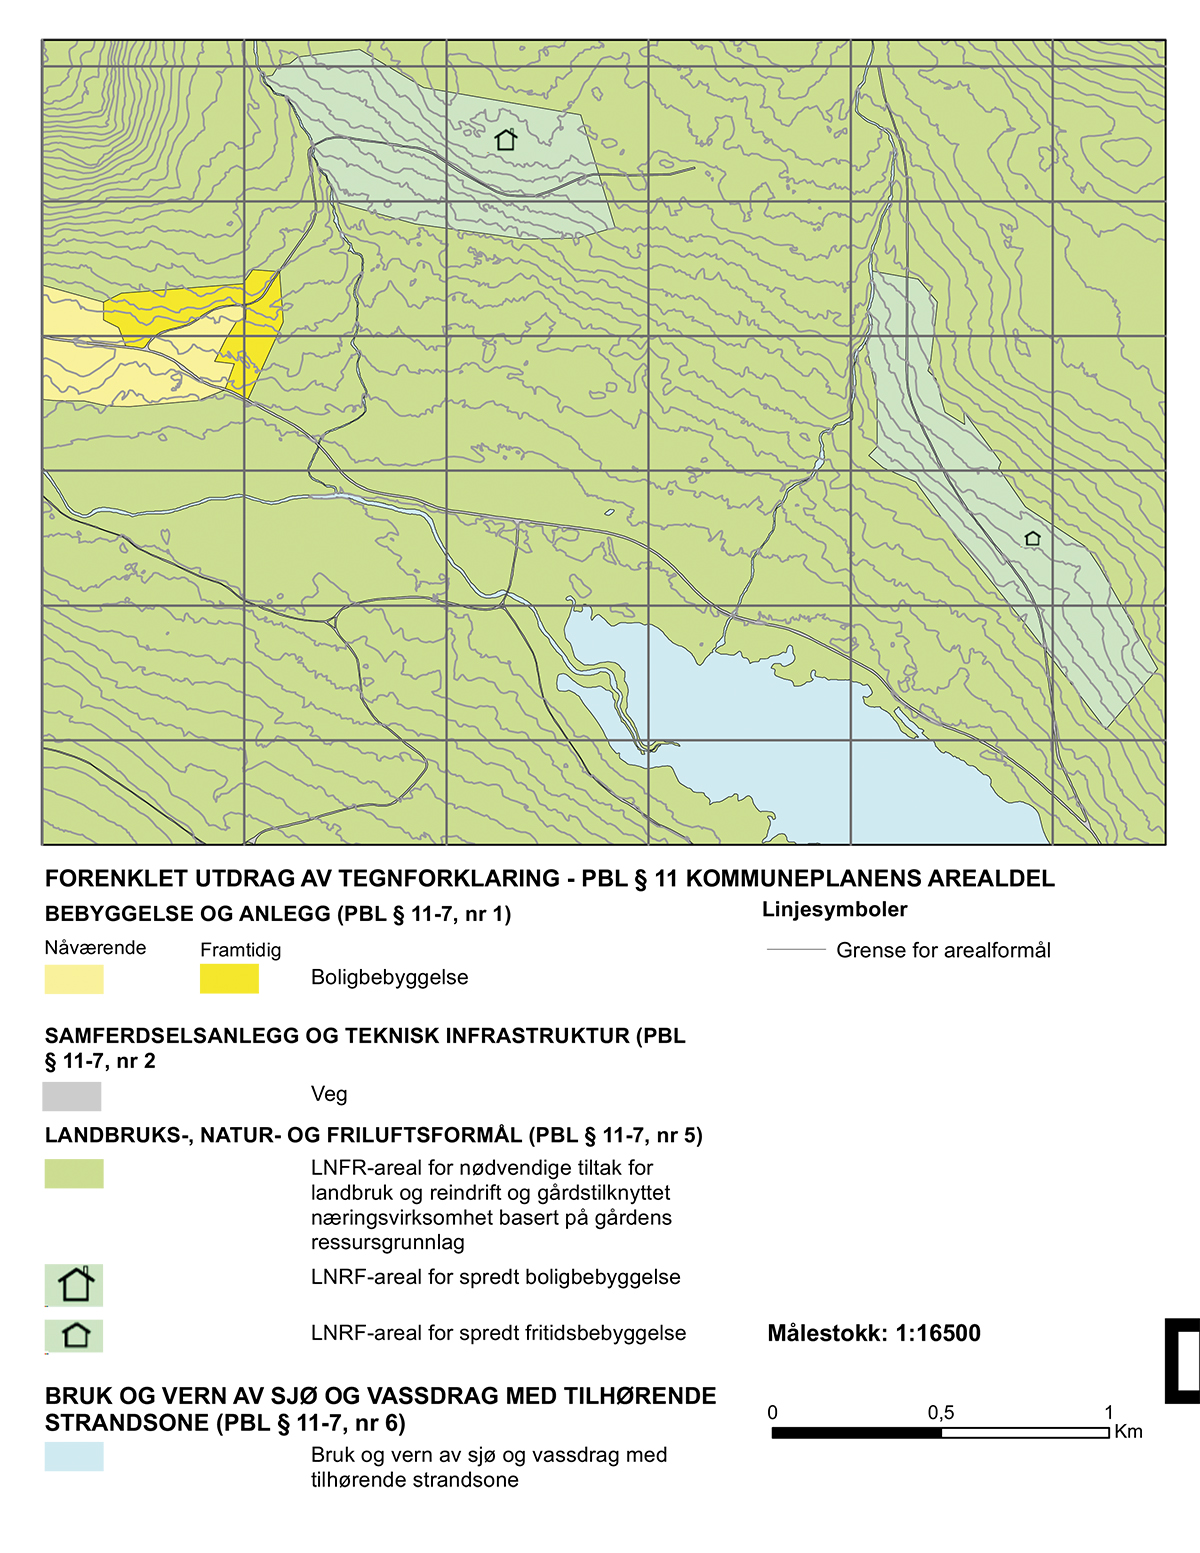 FORENKLET UTDRAG AV TEGNFORKLARING - PBL § 11 KOMMUNEPLANENS AREALDEL
BEBYGGELSE OG ANLEGG (PBL § 11-7, nr 1)
Linjesymboler
Nåværende
Framtidig
Grense for arealformål
Boligbebyggelse
SAMFERDSELSANLEGG OG TEKNISK INFRASTRUKTUR (PBL
§ 11-7, nr 2
Veg
LANDBRUKS-, NATUR- OG FRILUFTSFORMÅL (PBL § 11-7, nr 5)
LNFR-areal for nødvendige tiltak for
landbruk og reindrift og gårdstilknyttet
næringsvirksomhet basert på gårdens
ressursgrunnlag
LNRF-areal for spredt boligbebyggelse
LNRF-areal for spredt fritidsbebyggelse
Målestokk: 1:16500
BRUK OG VERN AV SJØ OG VASSDRAG MED TILHØRENDE
STRANDSONE (PBL § 11-7, nr 6)
0 0,5 1
Km
Bruk og vern av sjø og vassdrag med
tilhørende strandsone